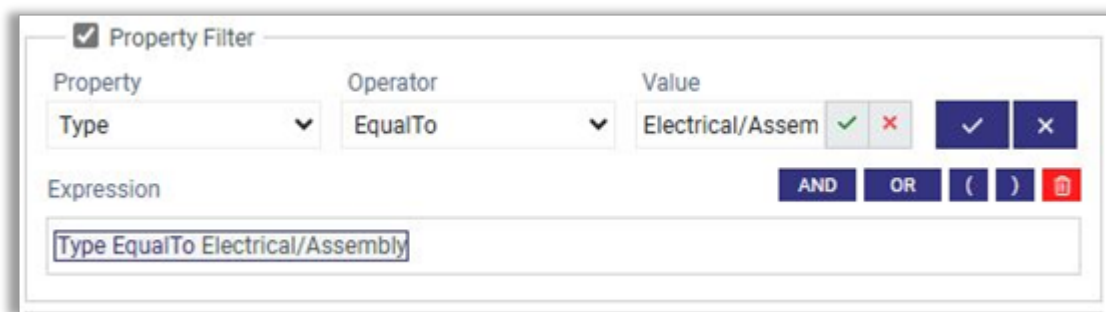 Property Filter
Property Operator Value
Type EqualTo Electrical/Assem
Expression AND OR ( )
Type EqualTo Electrical/Assembly